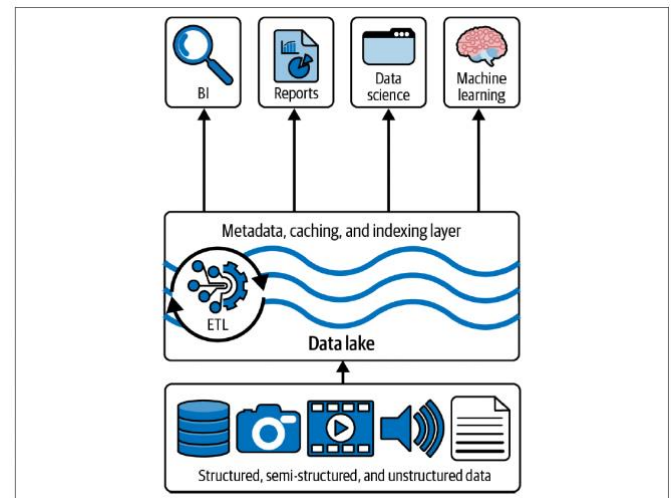 BI
Reports
Data
science
Machine
learning
Metadata, caching, and indexing layer
ETL
Data lake
Structured, semi-structured, and unstructured data